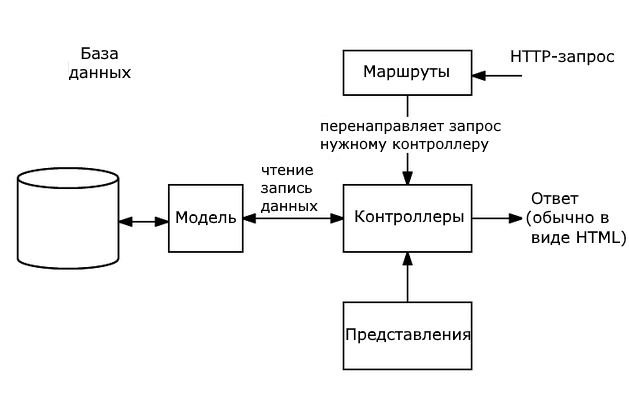 База
данных
Маршруты
HTTP-запрос
перенаправляет запрос
нужному контроллеру
чтение
запись
данных
Модель
Контроллеры
Ответ
(обычно в
виде HTML)
Представления